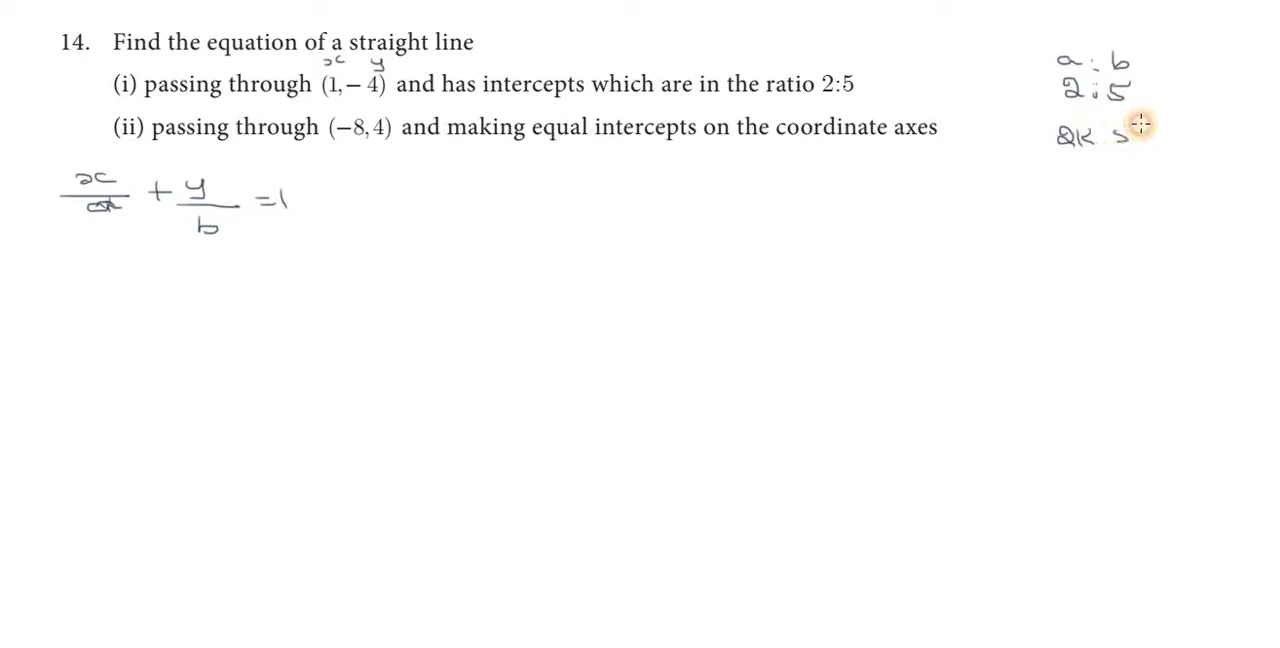 14. Find the equation of a straight line
x y
(i) passing through (1,– 4) and has intercepts which are in the ratio 2:5
(ii) passing through (−8,4) and making equal intercepts on the coordinate axes
a : b
2 : 5
2K 5
x/a + y/b =1